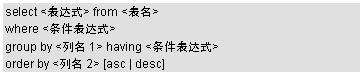 select <表达式> from <表名>
where <条件表达式>
group by <列名 1> having <条件表达式>
order by <列名 2> [asc | desc]